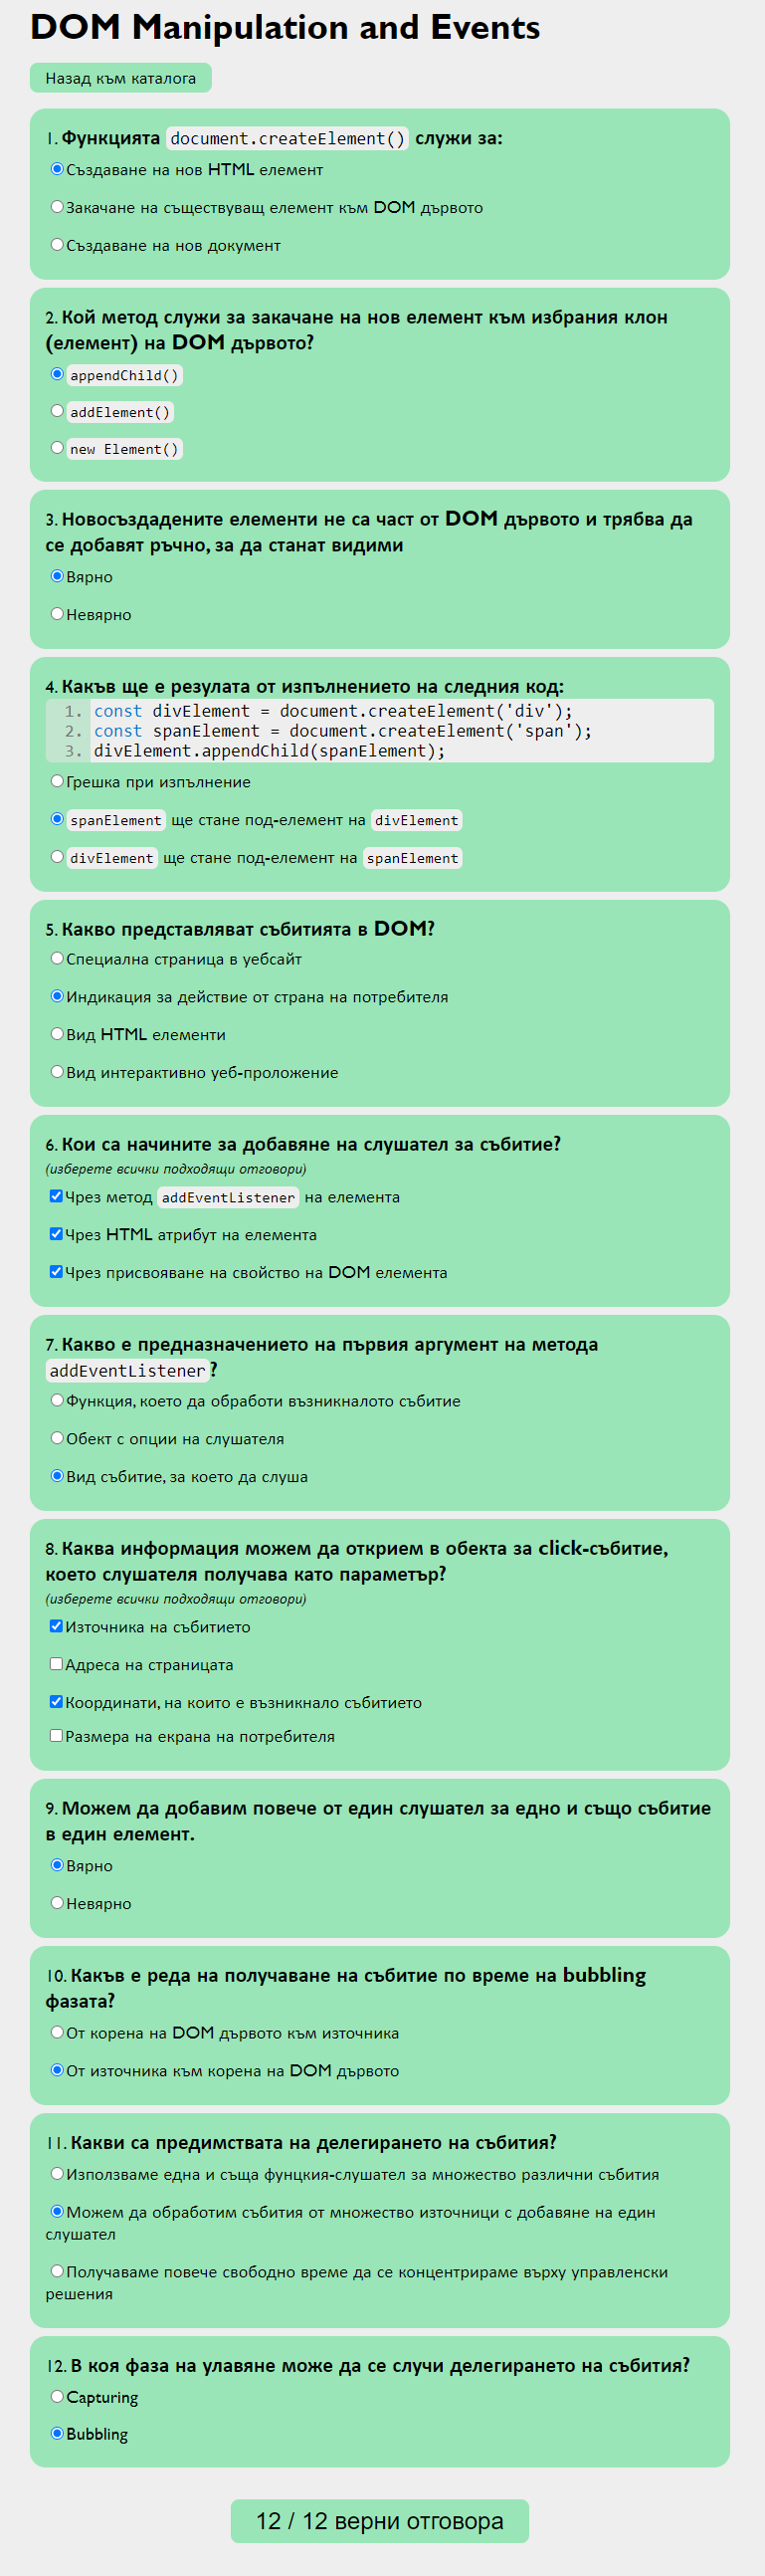 DOM Manipulation and Events
Назад към каталога
1. Функцията document.createElement() служи за:
Създаване на нов HTML елемент
Закачане на съществуващ елемент към DOM дървото
Създаване на нов документ
2. Кой метод служи за закачане на нов елемент към избрания клон
(елемент) на DOM дървото?
appendChild()
addElement()
new Element()
3. Новосъздадените елементи не са част от DOM дървото и трябва да
се добавят ръчно, за да станат видими
Вярно
Невярно
4. Какъв ще е резулата от изпълнението на следния код:
1. const divElement = document.createElement('div');
2. const spanElement = document.createElement('span');
3. divElement.appendChild(spanElement);
Грешка при изпълнение
spanElement ще стане под-елемент на divElement
divElement ще стане под-елемент на spanElement
5. Какво представляват събитията в DOM?
Специална страница в уебсайт
Индикация за действие от страна на потребителя
Вид HTML елементи
Вид интерактивно уеб-проложение
6. Кои са начините за добавяне на слушател за събитие?
(изберете всички подходящи отговори)
Чрез метод addEventListener на елемента
Чрез HTML атрибут на елемента
Чрез присвояване на свойство на DOM елемента
7. Какво е предназначението на първия аргумент на метода
addEventListener?
Функция, което да обработи възникналото събитие
Обект с опции на слушателя
Вид събитие, за което да слуша
8. Каква информация можем да открием в обекта за click-събитие,
което слушателя получава като параметър?
(изберете всички подходящи отговори)
Източника на събитието
Адреса на страницата
Координати, на които е възникнало събитието
Размера на екрана на потребителя
9. Можем да добавим повече от един слушател за едно и също събитие
в един елемент.
Вярно
Невярно
10. Какъв е реда на получаване на събитие по време на bubbling
фазата?
От корена на DOM дървото към източника
От източника към корена на DOM дървото
11. Какви са предимствата на делегирането на събития?
Използваме една и съща фунцкия-слушател за множество различни събития
Можем да обработим събития от множество източници с добавяне на един
слушател
Получаваме повече свободно време да се концентрираме върху управленски
решения
12. В коя фаза на улавяне може да се случи делегирането на събития?
Capturing
Bubbling
12 / 12 верни отговора